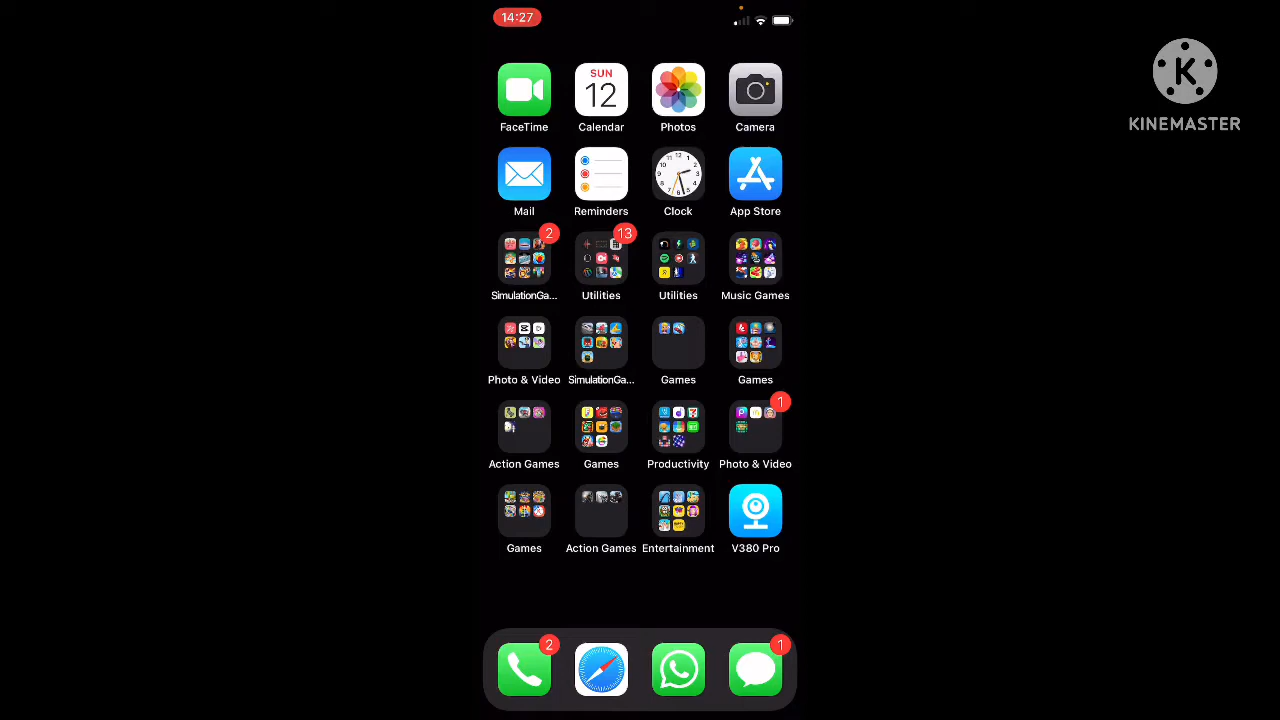 14:27
K
KINEMASTER
SUN
12
FaceTime
Calendar
Photos
Camera
Mail
Reminders
Clock
App Store
2
13
SimulationGa...
Utilities
Utilities
Music Games
Photo & Video
SimulationGa...
Games
Games
1
Action Games
Games
Productivity
Photo & Video
Games
Action Games
Entertainment
V380 Pro
2
1